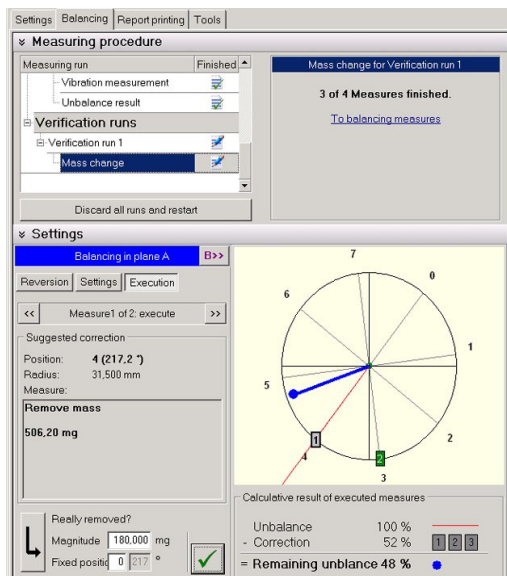 Settings Balancing Report printing Tools
Measuring procedure
Measuring run Finished
Vibration measurement
Unbalance result
Verification runs
Verification run 1
Mass change
Discard all runs and restart
Mass change for Verification run 1
3 of 4 Measures finished.
To balancing measures
Settings
Balancing in plane A B>>
Reversion Settings Execution
<< Measure1 of 2: execute >>
Suggested correction
Position: 4 (217,2 °)
Radius: 31,500 mm
Measure:
Remove mass
506,20 mg
Really removed?
Magnitude 180,000 mg
Fixed positic 0 217 °
7
0
6
1
5
2
1
4
2
3
Calculative result of executed measures
Unbalance 100 %
- Correction 52 % 1 2 3
= Remaining unblance 48 %